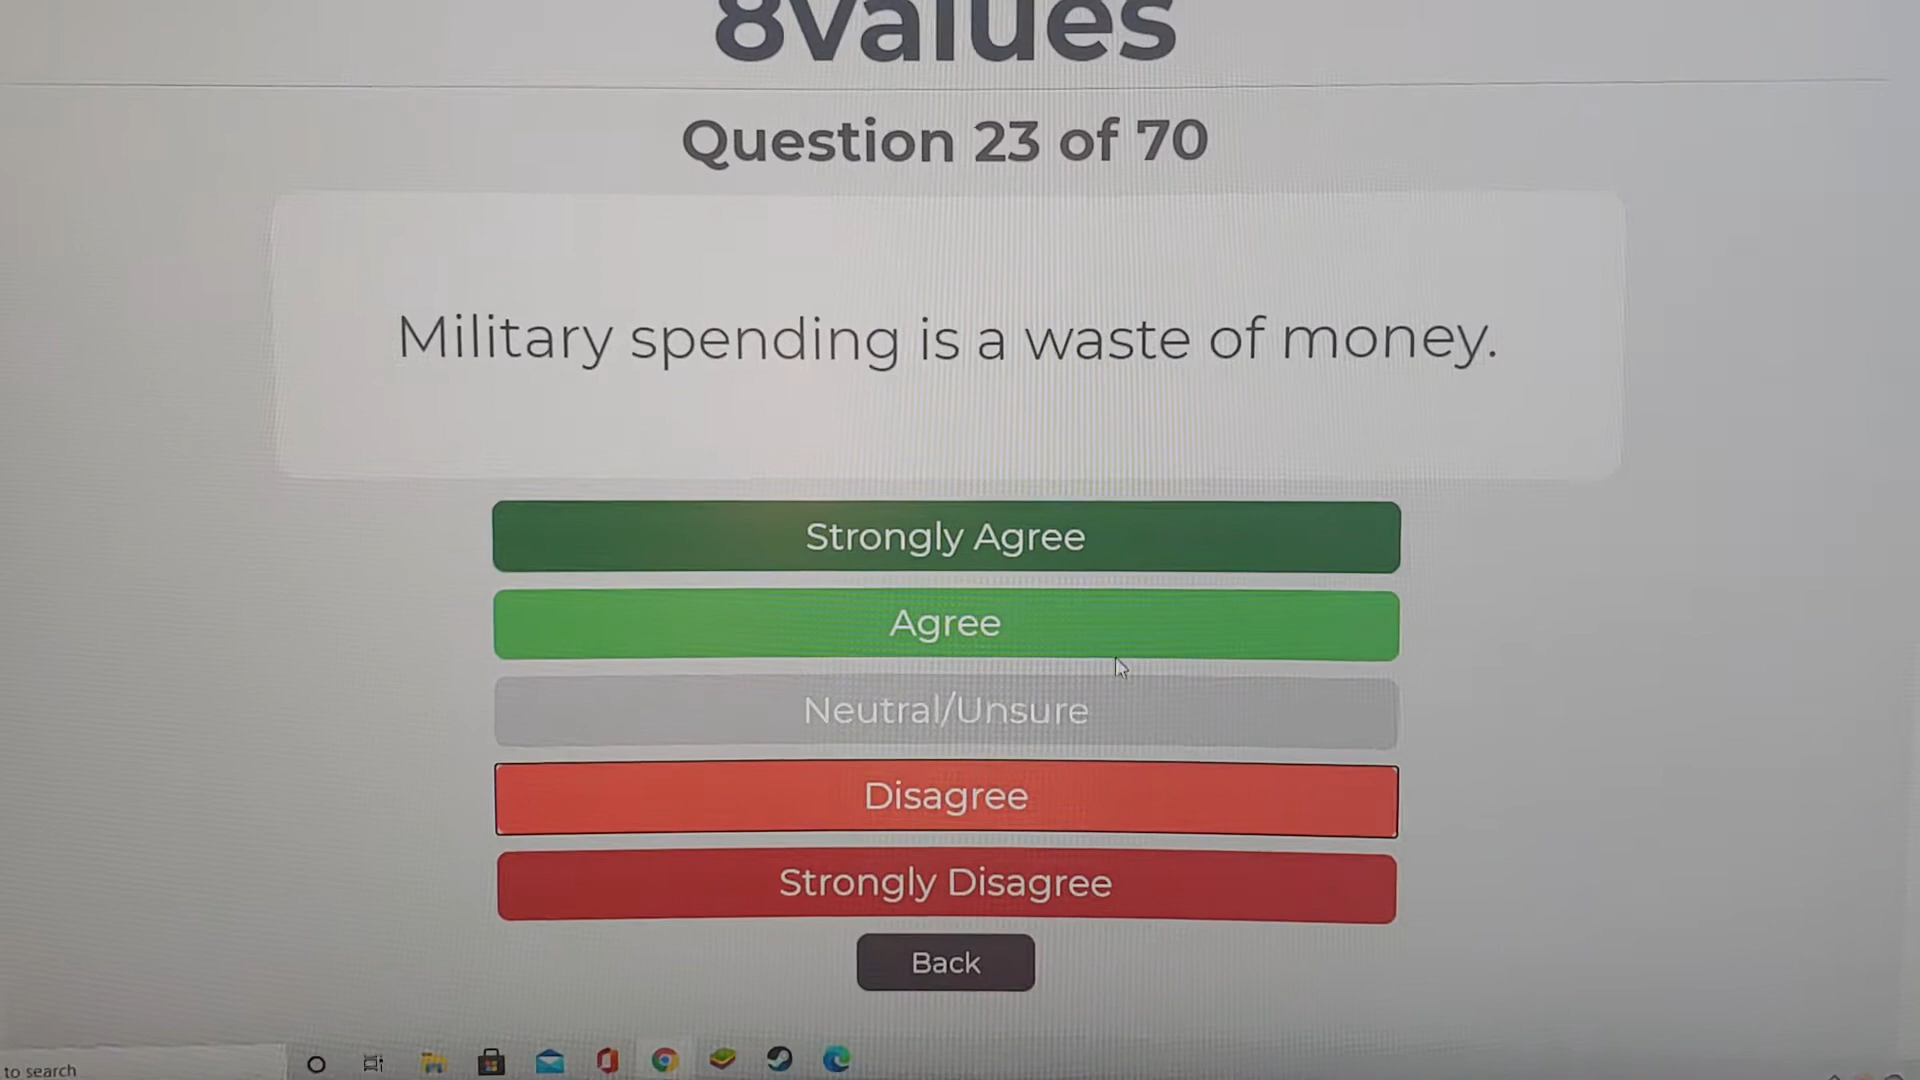 8values
Question 23 of 70
Military spending is a waste of money.
Strongly Agree
Agree
Neutral/Unsure
Disagree
Strongly Disagree
Back
to search